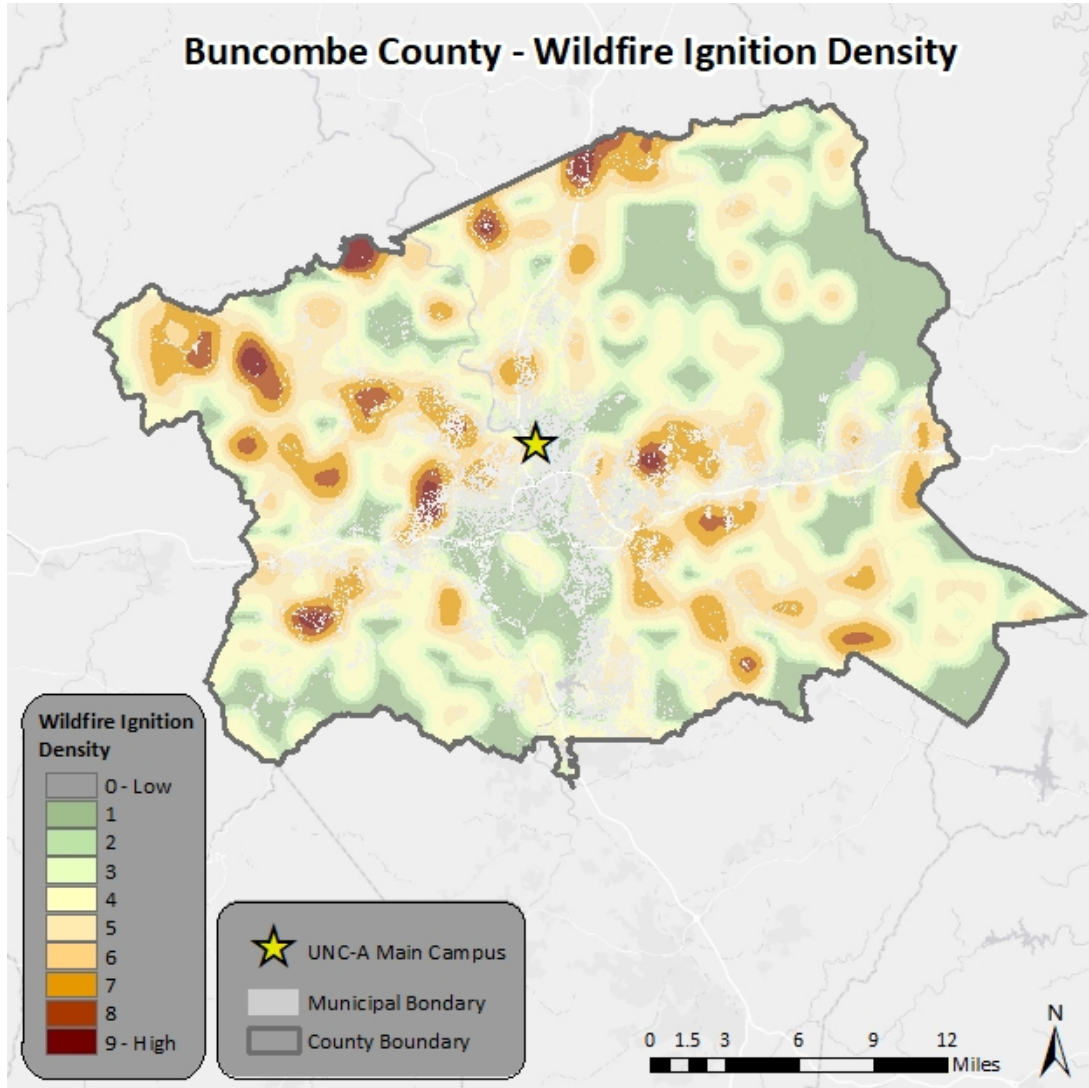 Buncombe County - Wildfire Ignition Density
Wildfire Ignition
Density
0 - Low
1
2
3
4
5
6
7
8
9 - High
UNC-A Main Campus
Municipal Bondary
County Boundary
N
0 1.5 3 6 9 12
Miles